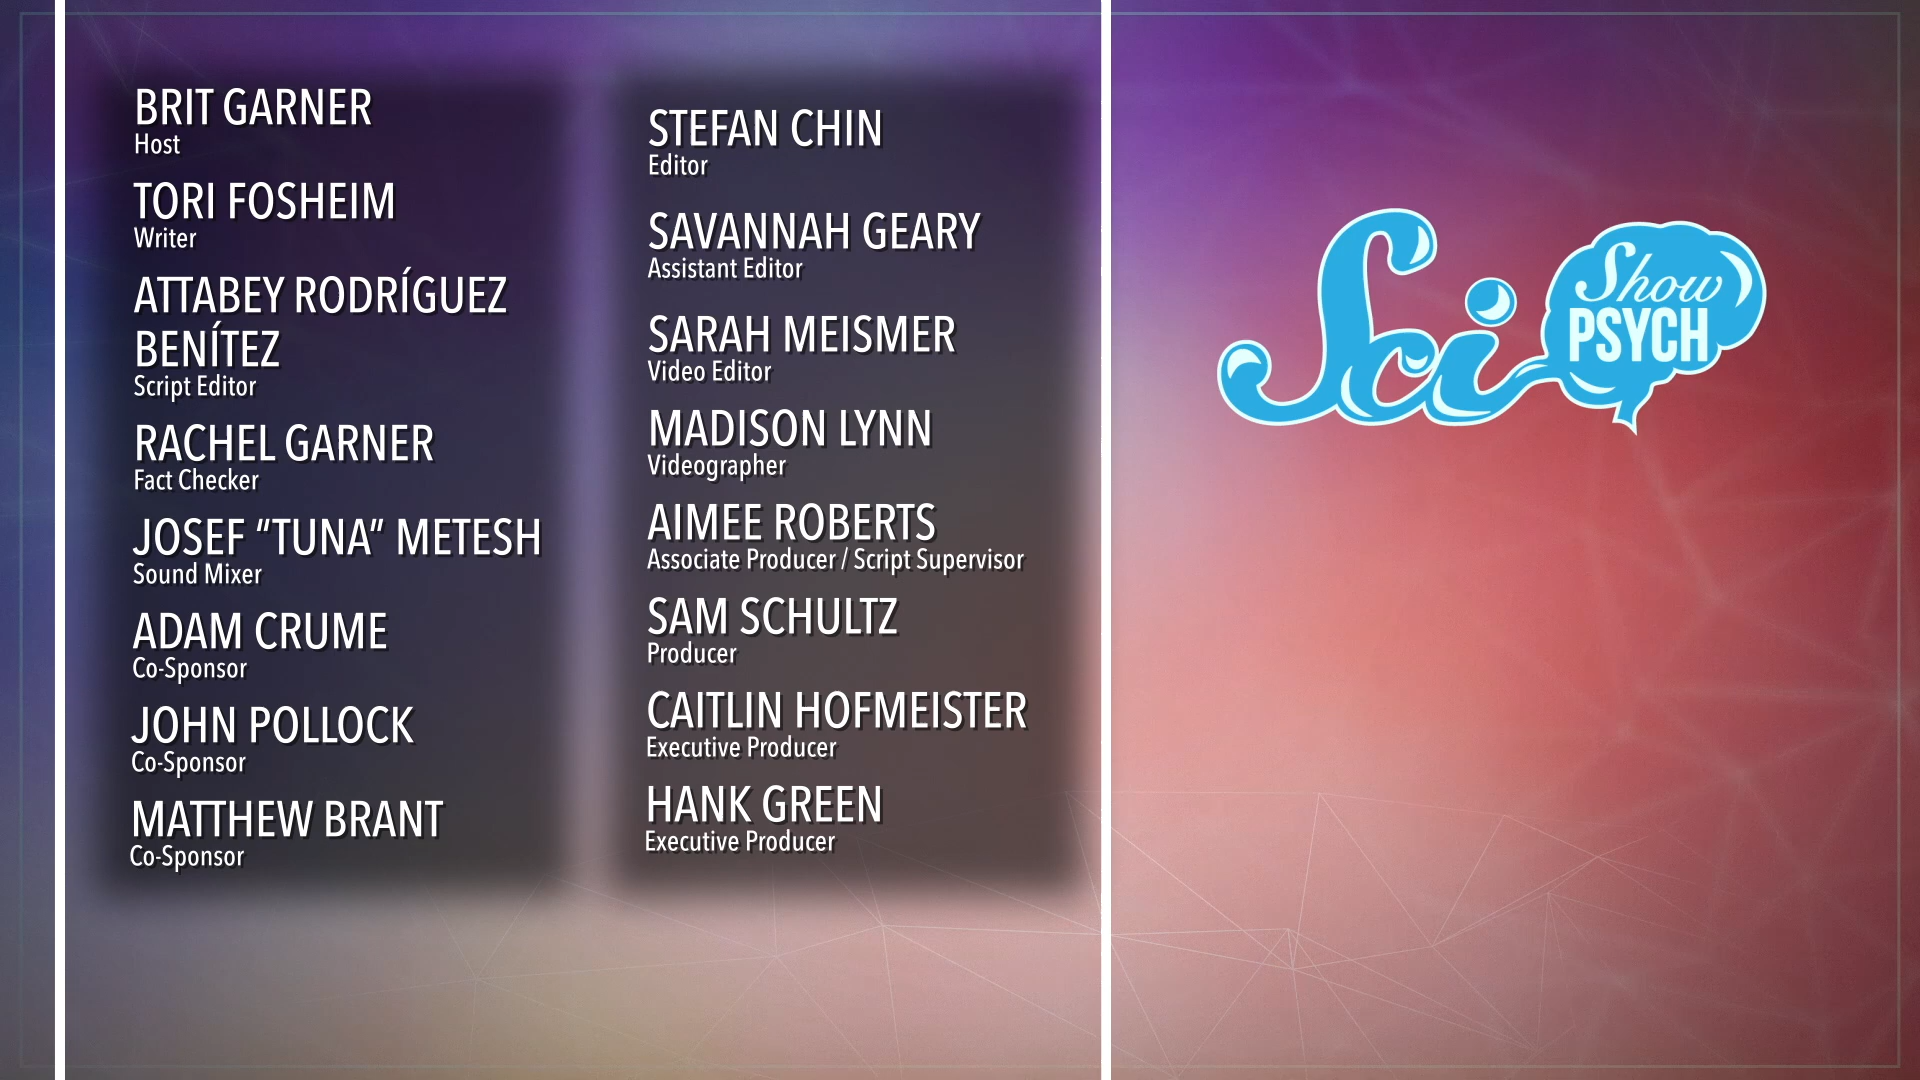 BRIT GARNER
Host
TORI FOSHEIM
Writer
ATTABEY RODRÍGUEZ
BENÍTEZ
Script Editor
RACHEL GARNER
Fact Checker
JOSEF “TUNA” METESH
Sound Mixer
ADAM CRUME
Co-Sponsor
JOHN POLLOCK
Co-Sponsor
MATTHEW BRANT
Co-Sponsor
STEFAN CHIN
Editor
SAVANNAH GEARY
Assistant Editor
SARAH MEISMER
Video Editor
MADISON LYNN
Videographer
AIMEE ROBERTS
Associate Producer / Script Supervisor
SAM SCHULTZ
Producer
CAITLIN HOFMEISTER
Executive Producer
HANK GREEN
Executive Producer
Sci
Show
PSYCH